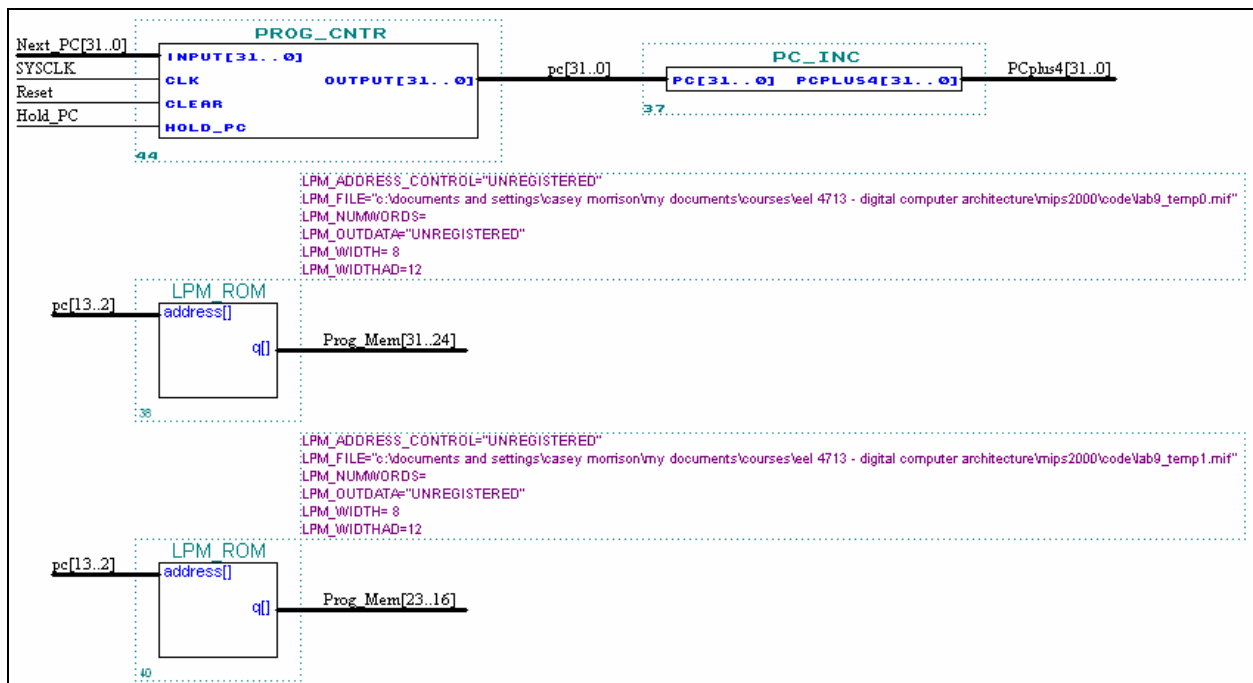 PROG_CNTR
Next_PC[31..0]
INPUT[31..0]
SYSCLK
CLK
OUTPUT[31..0]
Reset
CLEAR
Hold_PC
HOLD_PC
44
pc[31..0]
PC_INC
PC[31..0] PCPLUS4[31..0]
PCplus4[31..0]
37
LPM_ADDRESS_CONTROL="UNREGISTERED"
LPM_FILE="c:\documents and settings\casey morrison\my documents\courses\eel 4713 - digital computer architecture\mips2000\code\lab9_temp0.mif"
LPM_NUMWORDS=
LPM_OUTDATA="UNREGISTERED"
LPM_WIDTH= 8
LPM_WIDTHAD=12
LPM_ROM
pc[13..2]
address[]
q[]
Prog_Mem[31..24]
38
LPM_ADDRESS_CONTROL="UNREGISTERED"
LPM_FILE="c:\documents and settings\casey morrison\my documents\courses\eel 4713 - digital computer architecture\mips2000\code\lab9_temp1.mif"
LPM_NUMWORDS=
LPM_OUTDATA="UNREGISTERED"
LPM_WIDTH= 8
LPM_WIDTHAD=12
LPM_ROM
pc[13..2]
address[]
q[]
Prog_Mem[23..16]
40